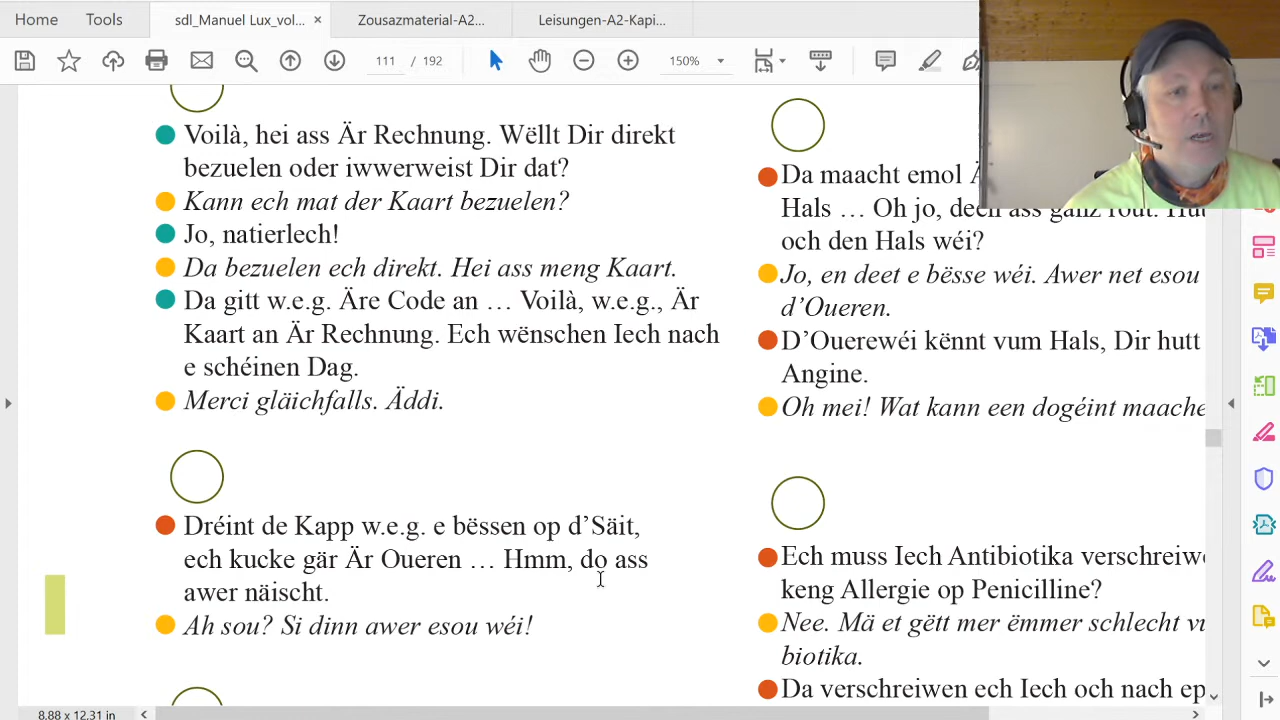 Home Tools sdl_Manuel Lux_vol... × Zousazmaterial-A2... Leisungen-A2-Kapi...
111 / 192 150%
Voilà, hei ass Är Rechnung. Wëllt Dir direkt
bezuelen oder iwwerweist Dir dat?
Kann ech mat der Kaart bezuelen?
Jo, natierlech!
Da bezuelen ech direkt. Hei ass meng Kaart.
Da gitt w.e.g. Äre Code an … Voilà, w.e.g., Är
Kaart an Är Rechnung. Ech wënschen Iech nach
e schéinen Dag.
Merci gläichfalls. Äddi.
Dréint de Kapp w.e.g. e bëssen op d’Säit,
ech kucke gär Är Oueren … Hmm, do ass
awer näischt.
Ah sou? Si dinn awer esou wéi!
Da maacht emol
Hals … Oh jo, deen ass ganz rout.
och den Hals wéi?
Jo, en deet e bësse wéi. Awer net esou
d’Oueren.
D’Ouerewéi kënnt vum Hals, Dir hutt
Angine.
Oh mei! Wat kann een dogéint maache
Ech muss Iech Antibiotika verschreiw
keng Allergie op Penicilline?
Nee. Mä et gëtt mer ëmmer schlecht vu
biotika.
Da verschreiwen ech Iech och nach ep
8.88 x 12.31 in